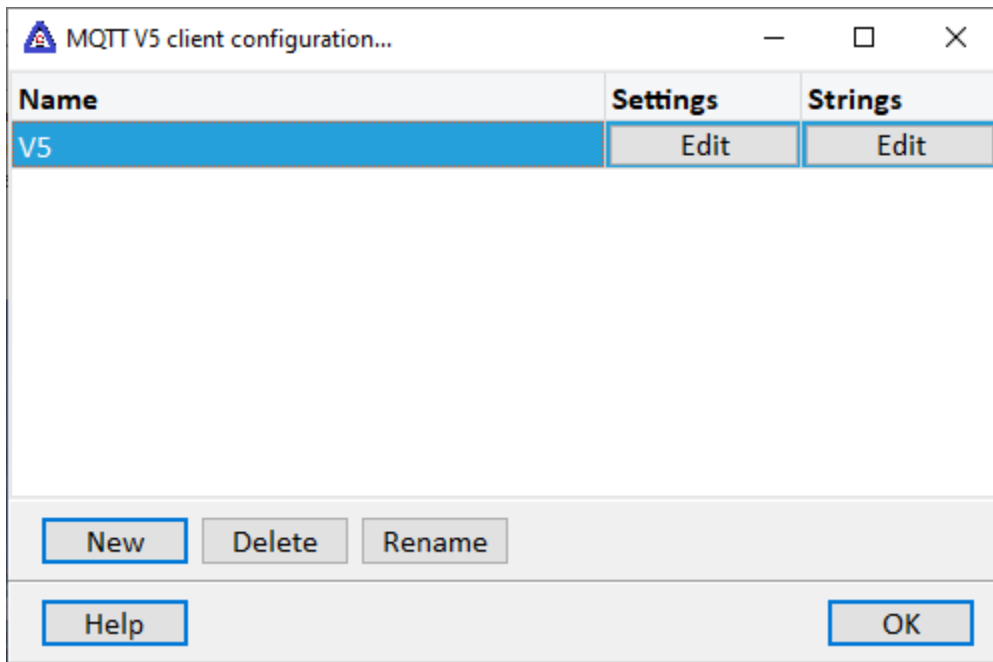 MQTT V5 client configuration...
Name Settings Strings
V5 Edit Edit
New Delete Rename
Help OK